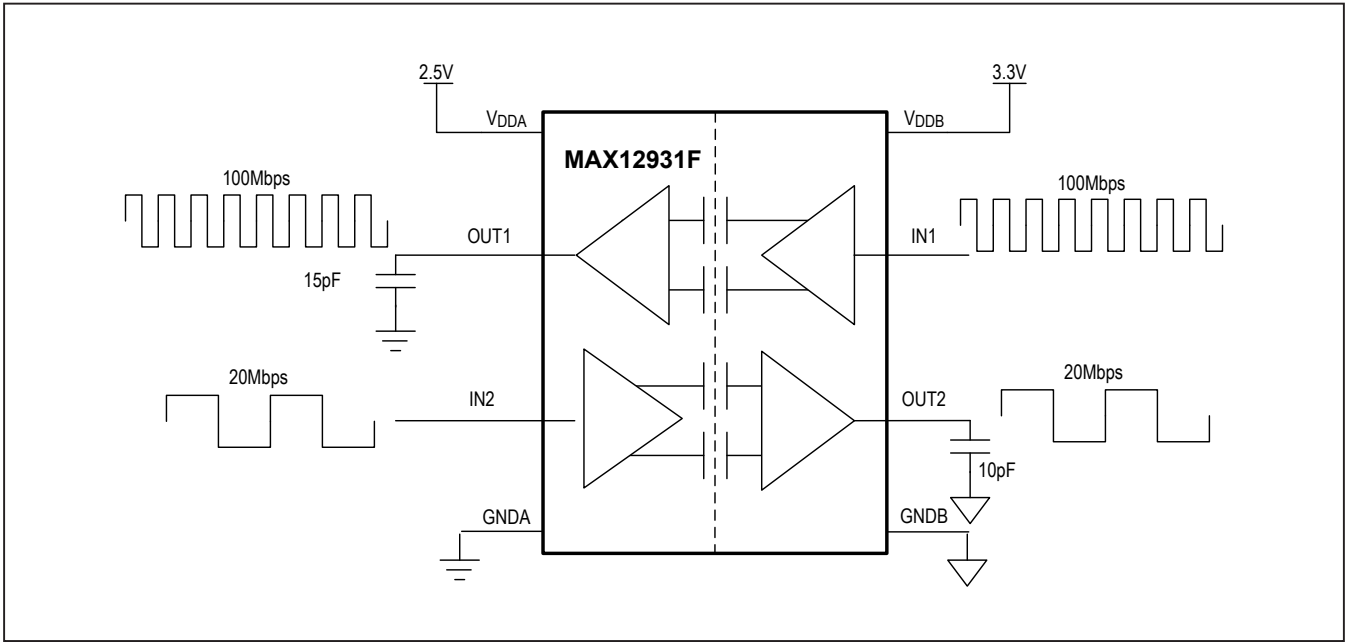 2.5V
3.3V
VDDA
VDDB
MAX12931F
100Mbps
100Mbps
OUT1
IN1
15pF
20Mbps
20Mbps
IN2
OUT2
10pF
GNDA
GNDB